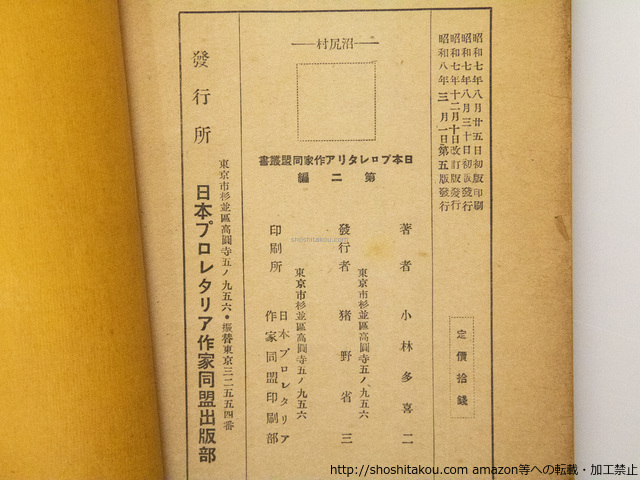 昭和七年八月廿五日初版印刷
昭和七年八月三十日初版發行
昭和七年十二月十日改訂版發行
昭和八年三月一日第五版發行
定價拾錢
―沼尻村―
日本プロレタリア作家同盟叢書
第二編
著者 小林多喜二
東京市杉並區高圓寺五ノ九五六
發行者 猪野省三
東京市杉並區高圓寺五ノ九五六
印刷所 日本プロレタリア作家同盟印刷部
發行所
東京市杉並區高圓寺五ノ九五六・振替東京三二五五四番
日本プロレタリア作家同盟出版部
shoshitakou.com
http://shoshitakou.com amazon等への転載・加工禁止